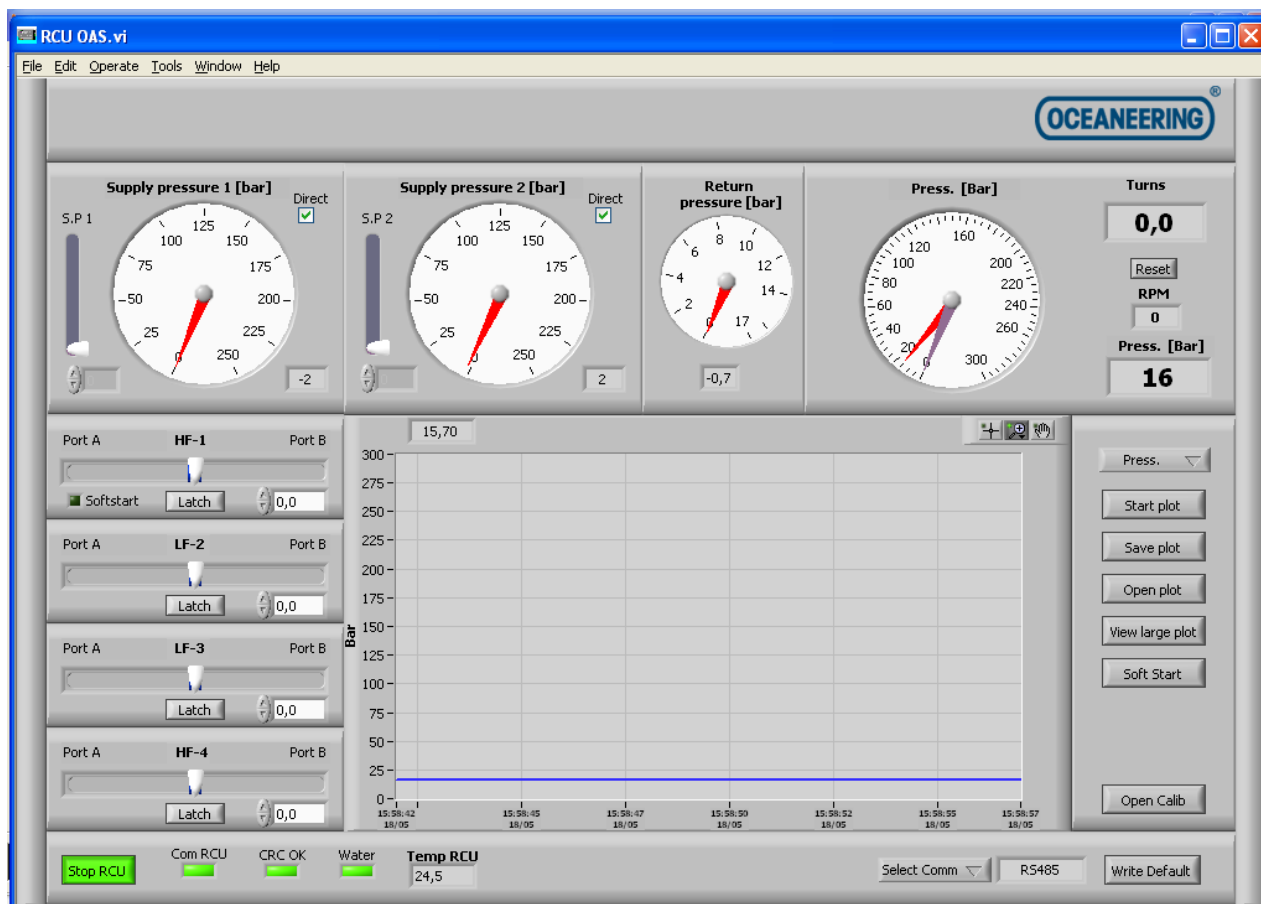 RCU OAS.vi
File Edit Operate Tools Window Help
OCEANEERING®
Supply pressure 1 [bar]
Direct
S.P 1
0 25 50 75 100 125 150 175 200 225 250
-2
Supply pressure 2 [bar]
Direct
S.P 2
0 25 50 75 100 125 150 175 200 225 250
2
Return
pressure [bar]
0 2 4 6 8 10 12 14 17
-0,7
Press. [Bar]
0 20 40 60 80 100 120 160 200 220 240 260 300
Turns
0,0
Reset
RPM
0
Press. [Bar]
16
Port A HF-1 Port B
Softstart Latch 0,0
Port A LF-2 Port B
Latch 0,0
Port A LF-3 Port B
Latch 0,0
Port A HF-4 Port B
Latch 0,0
15,70
Bar
300
275
250
225
200
175
150
125
100
75
50
25
0
15:58:42 15:58:45 15:58:47 15:58:50 15:58:52 15:58:55 15:58:57
18/05 18/05 18/05 18/05 18/05 18/05 18/05
Press.
Start plot
Save plot
Open plot
View large plot
Soft Start
Open Calib
Stop RCU
Com RCU
CRC OK
Water
Temp RCU
24,5
Select Comm
RS485
Write Default